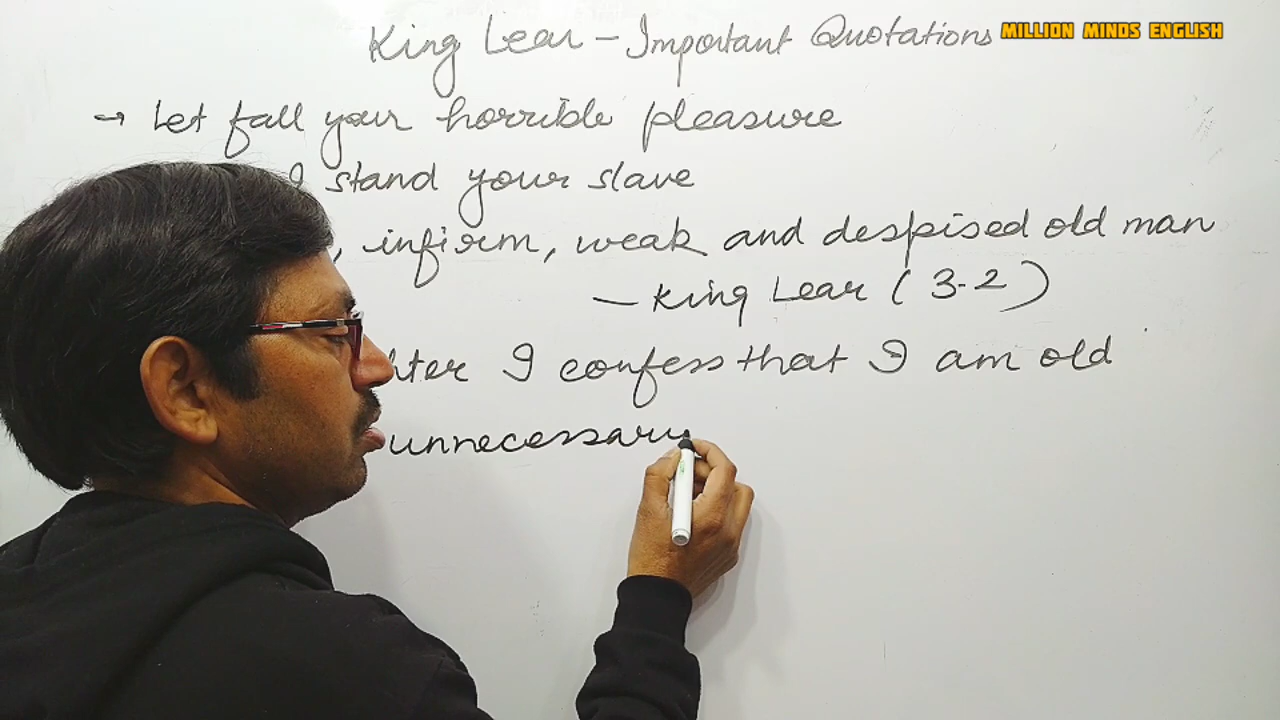 King Lear – Important Quotations MILLION MINDS ENGLISH
→ Let fall your horrible pleasure
I stand your slave
, infirm, weak and despised old man
– King Lear (3.2)
hter I confess that I am old
unnecessary